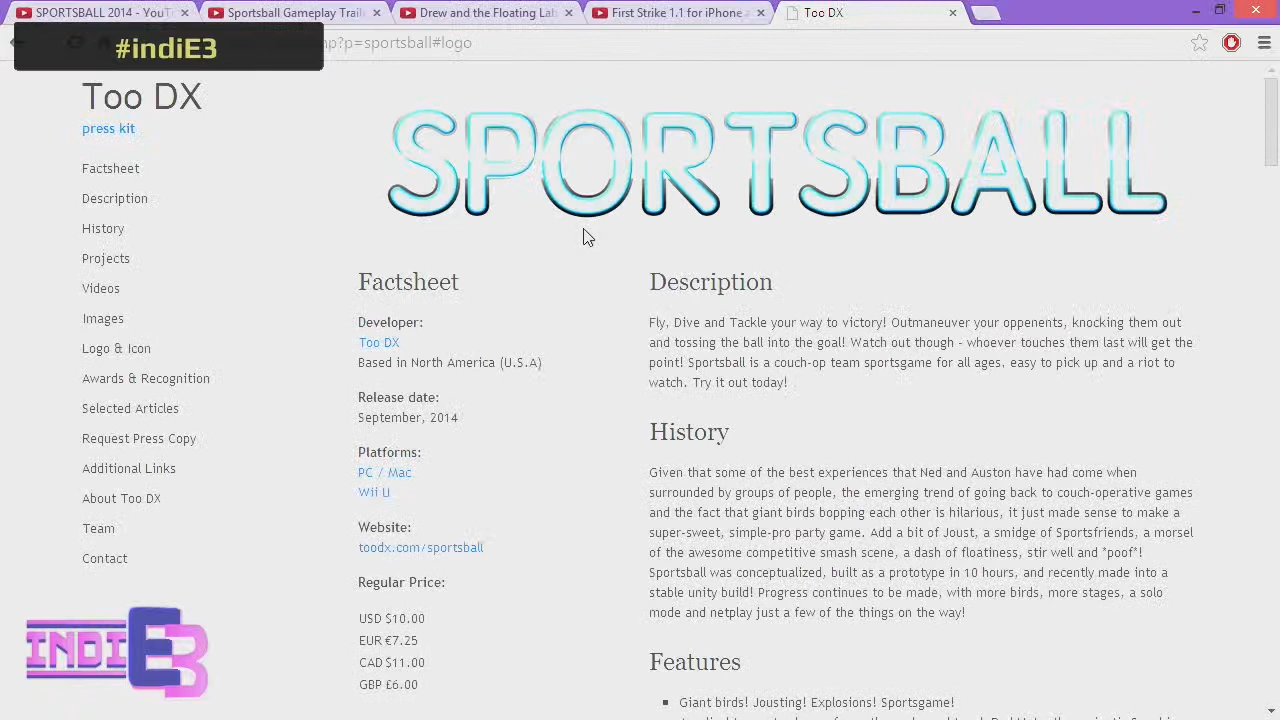 SPORTSBALL 2014 - YouT
Sportsball Gameplay Trail
Drew and the Floating Lab
First Strike 1.1 for iPhone a
Too DX
#indiE3
p?p=sportsball#logo
Too DX
press kit
Factsheet
Description
History
Projects
Videos
Images
Logo & Icon
Awards & Recognition
Selected Articles
Request Press Copy
Additional Links
About Too DX
Team
Contact
INDIE3
SPORTSBALL
Factsheet
Developer:
Too DX
Based in North America (U.S.A)
Release date:
September, 2014
Platforms:
PC / Mac
Wii U
Website:
toodx.com/sportsball
Regular Price:
USD $10.00
EUR €7.25
CAD $11.00
GBP £6.00
Description
Fly, Dive and Tackle your way to victory! Outmaneuver your oppenents, knocking them out
and tossing the ball into the goal! Watch out though - whoever touches them last will get the
point! Sportsball is a couch-op team sportsgame for all ages, easy to pick up and a riot to
watch. Try it out today!
History
Given that some of the best experiences that Ned and Auston have had come when
surrounded by groups of people, the emerging trend of going back to couch-operative games
and the fact that giant birds bopping each other is hilarious, it just made sense to make a
super-sweet, simple-pro party game. Add a bit of Joust, a smidge of Sportsfriends, a morsel
of the awesome competitive smash scene, a dash of floatiness, stir well and *poof*!
Sportsball was conceptualized, built as a prototype in 10 hours, and recently made into a
stable unity build! Progress continues to be made, with more birds, more stages, a solo
mode and netplay just a few of the things on the way!
Features
Giant birds! Jousting! Explosions! Sportsgame!